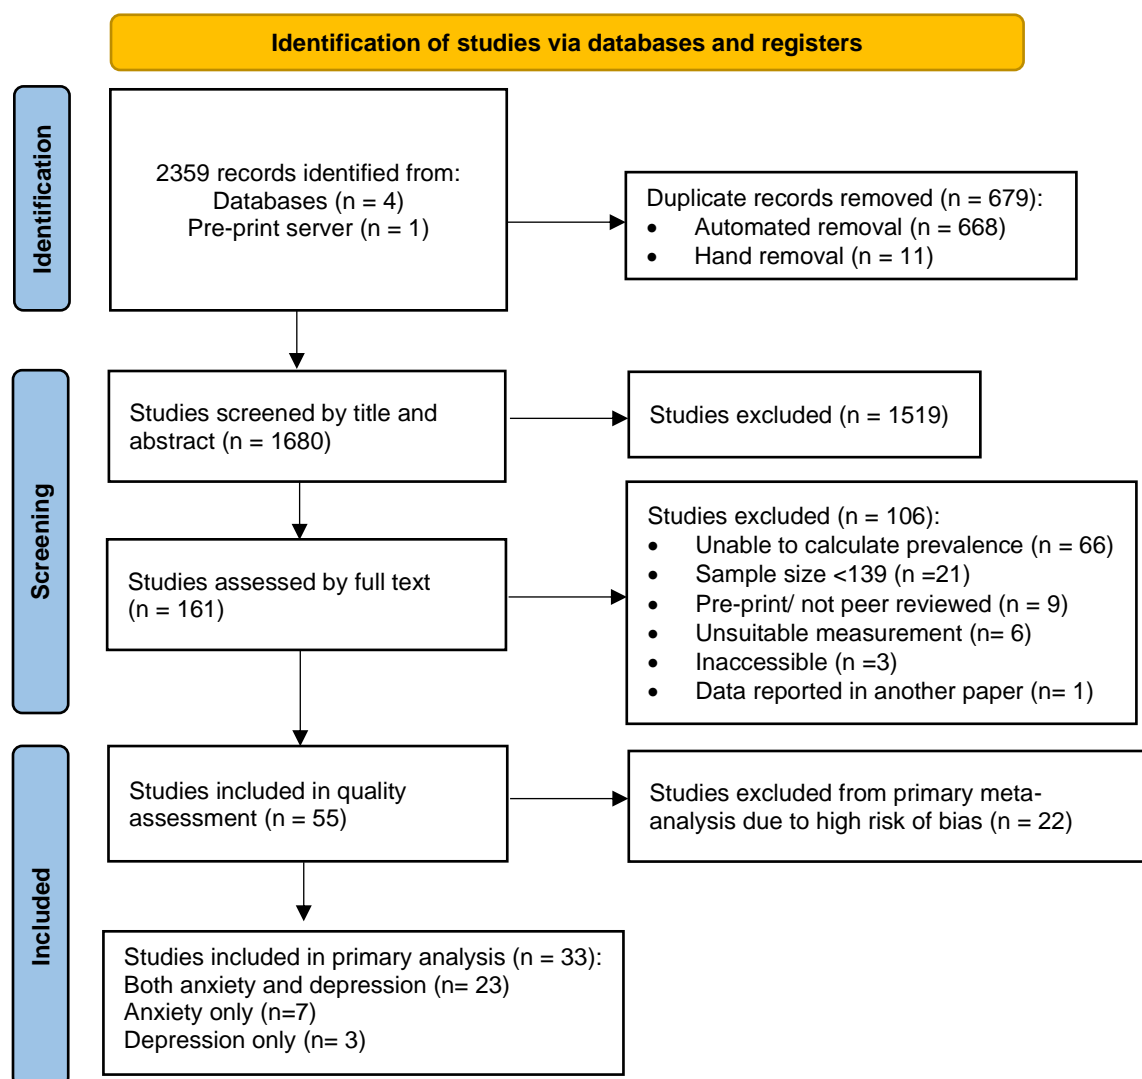 Identification of studies via databases and registers
Identification
2359 records identified from:
Databases (n = 4)
Pre-print server (n = 1)
Duplicate records removed (n = 679):
• Automated removal (n = 668)
• Hand removal (n = 11)
Screening
Studies screened by title and
abstract (n = 1680)
Studies excluded (n = 1519)
Studies assessed by full text
(n = 161)
Studies excluded (n = 106):
• Unable to calculate prevalence (n = 66)
• Sample size <139 (n =21)
• Pre-print/ not peer reviewed (n = 9)
• Unsuitable measurement (n= 6)
• Inaccessible (n =3)
• Data reported in another paper (n= 1)
Included
Studies included in quality
assessment (n = 55)
Studies excluded from primary meta-
analysis due to high risk of bias (n = 22)
Studies included in primary analysis (n = 33):
Both anxiety and depression (n= 23)
Anxiety only (n=7)
Depression only (n= 3)